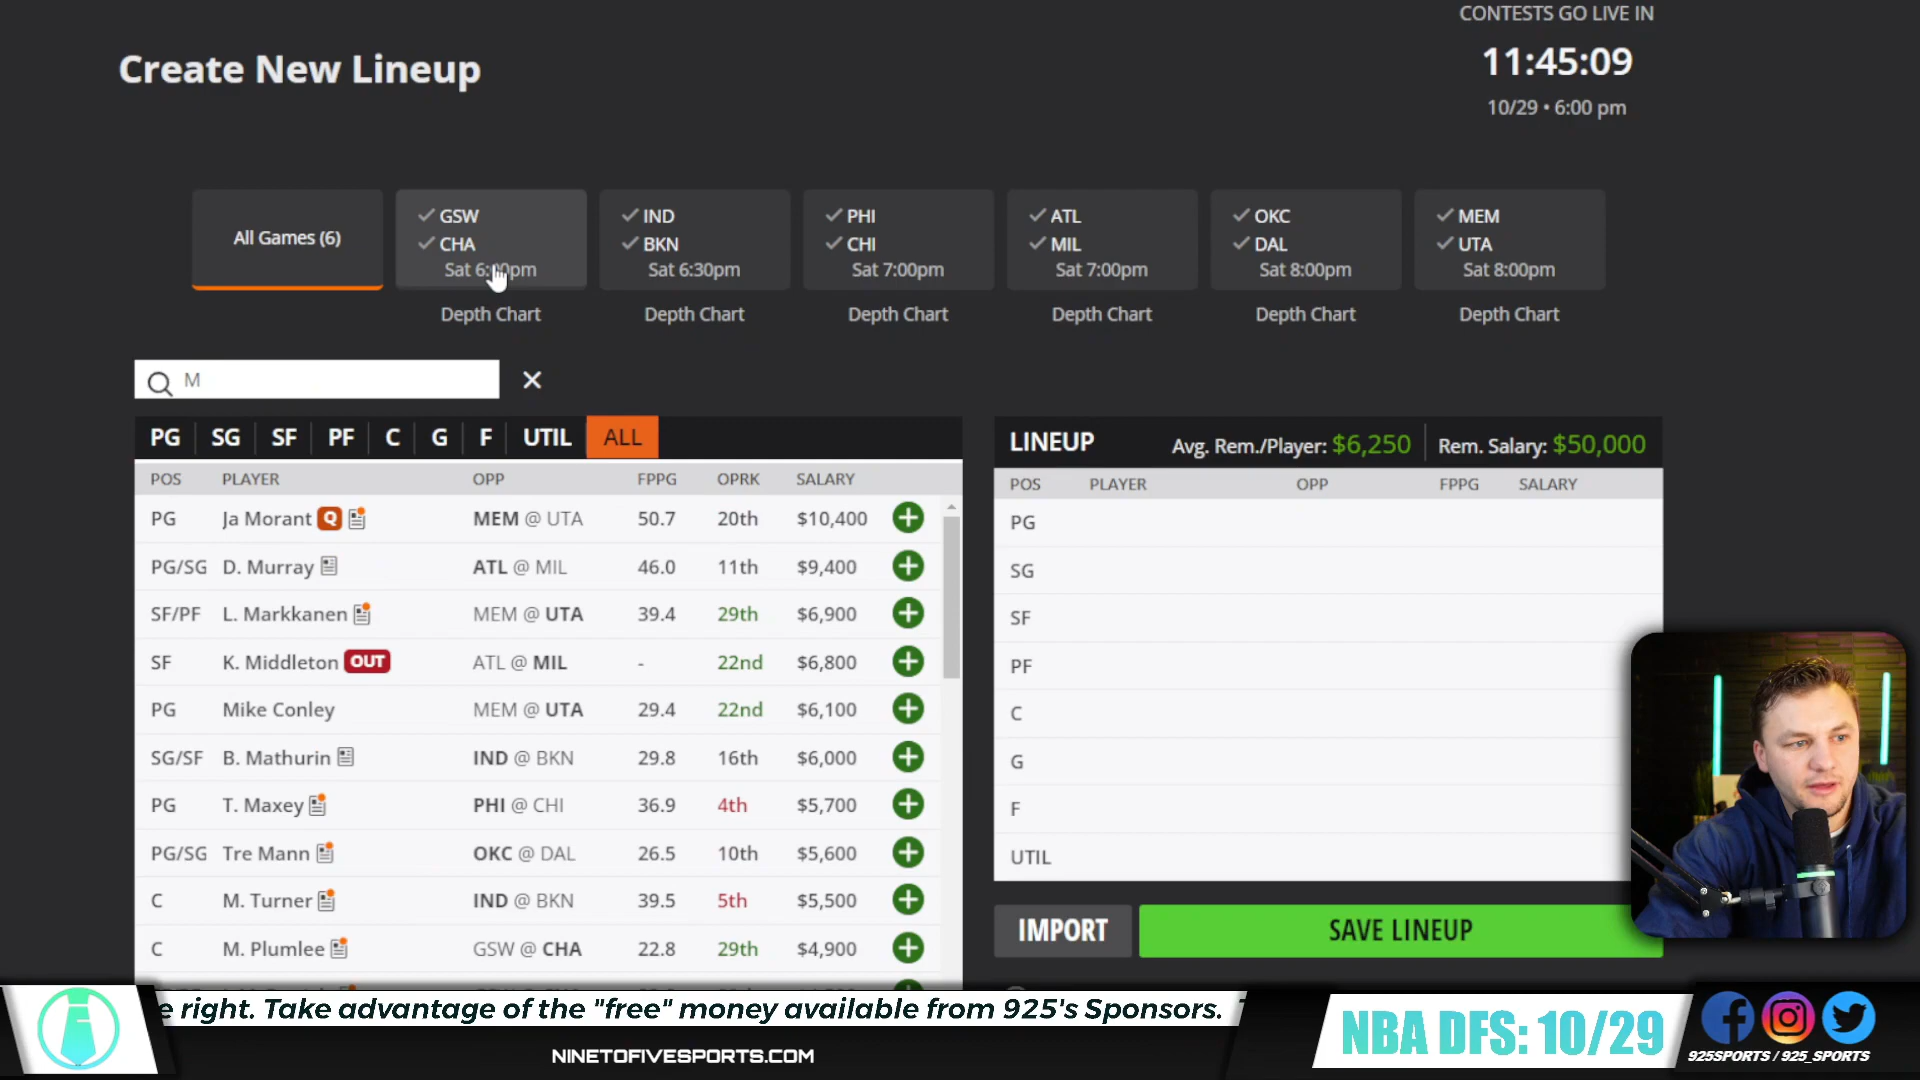 CONTESTS GO LIVE IN
Create New Lineup
11:45:09
10/29 • 6:00 pm
All Games (6)
GSW
CHA
Sat
IND
BKN
Sat 6:30pm
PHI
CHI
Sat 7:00pm
ATL
MIL
Sat 7:00pm
OKC
DAL
Sat 8:00pm
MEM
UTA
Sat 8:00pm
Depth Chart Depth Chart Depth Chart Depth Chart Depth Chart Depth Chart
M
PG SG SF PF C G F UTIL ALL
POS PLAYER OPP FPPG OPRK SALARY
PG Ja Morant Q MEM @ UTA 50.7 20th $10,400
PG/SG D. Murray ATL @ MIL 46.0 11th $9,400
SF/PF L. Markkanen MEM @ UTA 39.4 29th $6,900
SF K. Middleton OUT ATL @ MIL - 22nd $6,800
PG Mike Conley MEM @ UTA 29.4 22nd $6,100
SG/SF B. Mathurin IND @ BKN 29.8 16th $6,000
PG T. Maxey PHI @ CHI 36.9 4th $5,700
PG/SG Tre Mann OKC @ DAL 26.5 10th $5,600
C M. Turner IND @ BKN 39.5 5th $5,500
C M. Plumlee GSW @ CHA 22.8 29th $4,900
LINEUP Avg. Rem./Player: $6,250 Rem. Salary: $50,000
POS PLAYER OPP FPPG SALARY
PG
SG
SF
PF
C
G
F
UTIL
IMPORT SAVE LINEUP
e right. Take advantage of the "free" money available from 925's Sponsors.
NINETOFIVESPORTS.COM
NBA DFS: 10/29
925SPORTS / 925_SPORTS